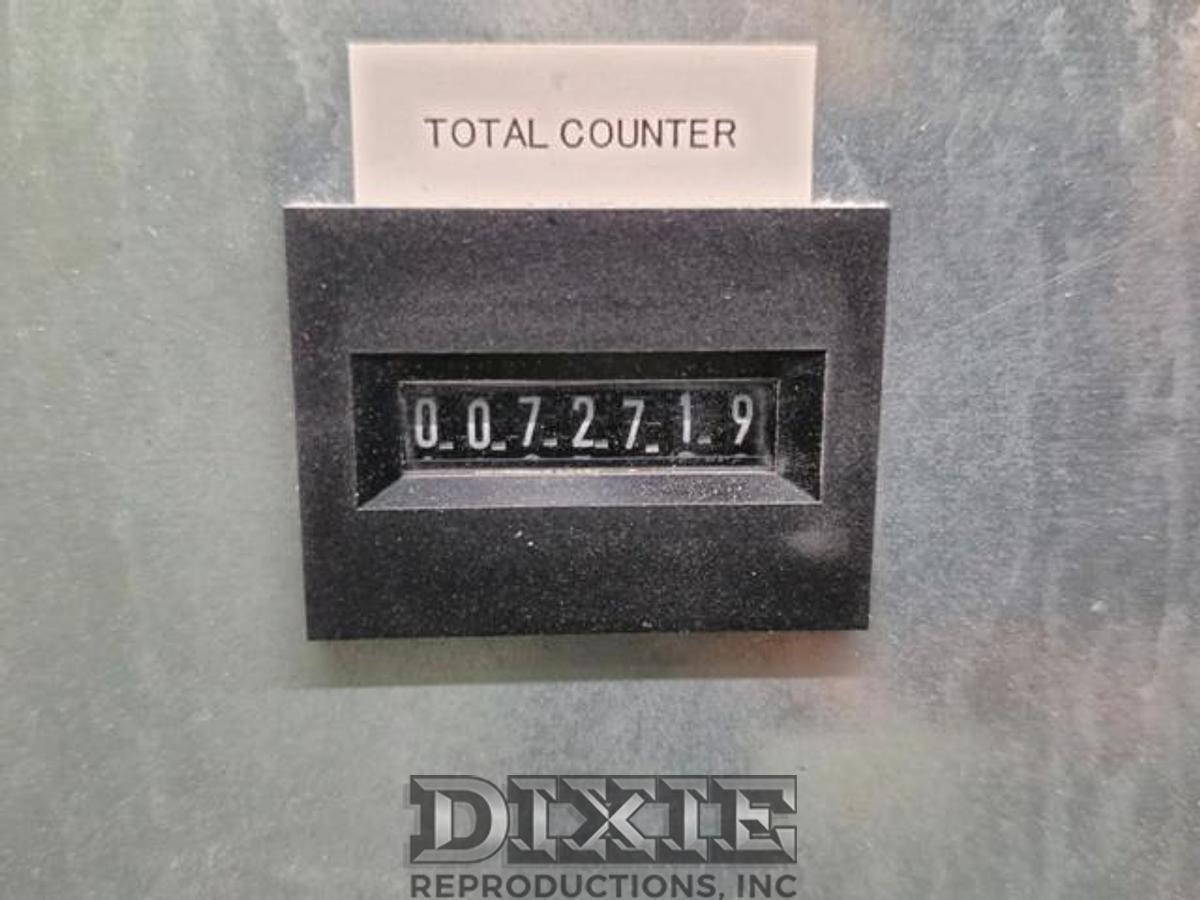 TOTAL COUNTER
0072719
DIXIE
REPRODUCTIONS, INC